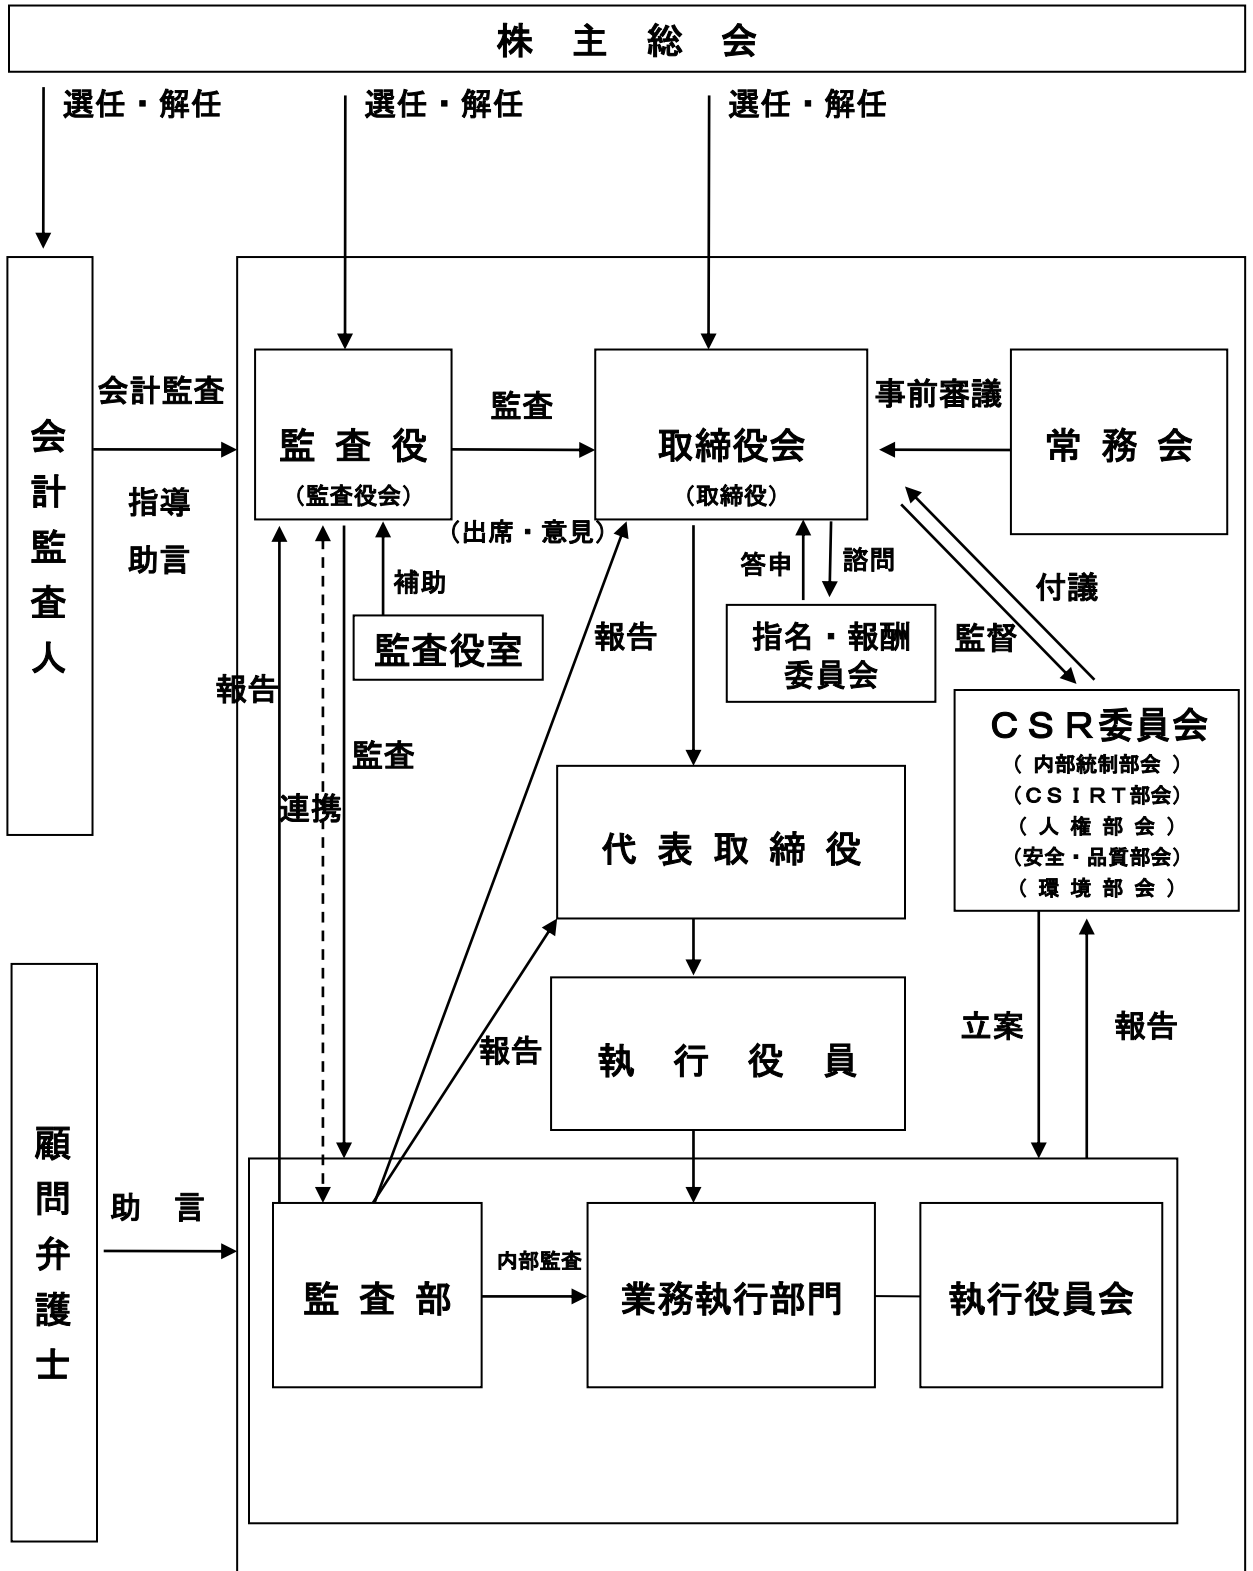 株　主　総　会
選任・解任
選任・解任
選任・解任
会計監査人
会計監査
指導
助言
監 査 役
（監査役会）
監査
（出席・意見）
取締役会
（取締役）
事前審議
常 務 会
補助
監査役室
答申
諮問
指名・報酬
委員会
付議
監督
報告
報告
監査
連携
ＣＳＲ委員会
（ 内部統制部会 ）
（ＣＳＩＲＴ部会）
（ 人 権 部 会 ）
（安全・品質部会）
（ 環 境 部 会 ）
代 表 取 締 役
報告
執　行　役　員
立案
報告
顧問弁護士
助　言
監 査 部
内部監査
業務執行部門
執行役員会